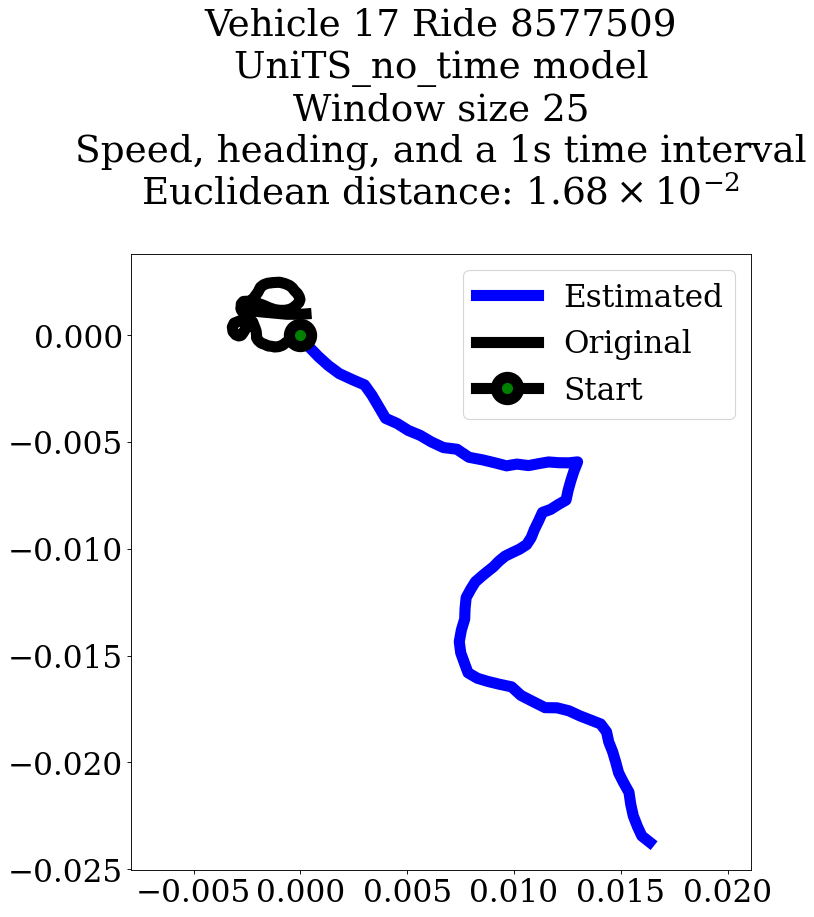 Vehicle 17 Ride 8577509
UniTS_no_time model
Window size 25
Speed, heading, and a 1s time interval
Euclidean distance: 1.68 × 10⁻²
Estimated
Original
Start
0.000
−0.005
−0.010
−0.015
−0.020
−0.025
−0.005 0.000 0.005 0.010 0.015 0.020